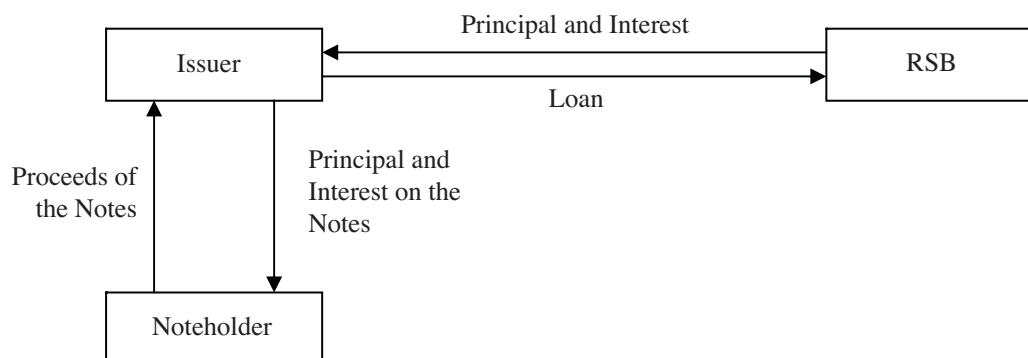 Principal and Interest
Issuer
RSB
Loan
Proceeds of
the Notes
Principal and
Interest on the
Notes
Noteholder